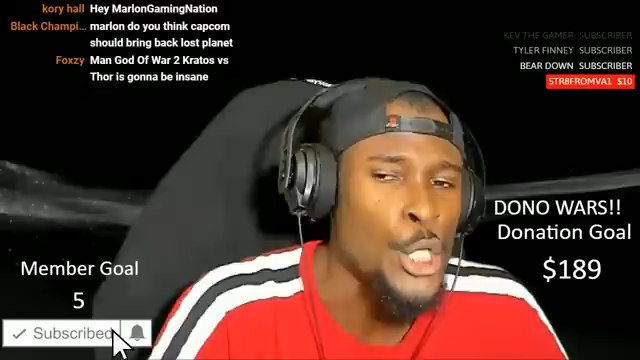 kory hall Hey MarlonGamingNation
Black Champi... marlon do you think capcom
should bring back lost planet
Foxzy Man God Of War 2 Kratos vs
Thor is gonna be insane
KEV THE GAMER SUBSCRIBER
TYLER FINNEY SUBSCRIBER
BEAR DOWN SUBSCRIBER
STR8FROMVA1 $10
DONO WARS!!
Donation Goal
$189
Member Goal
5
Subscribed